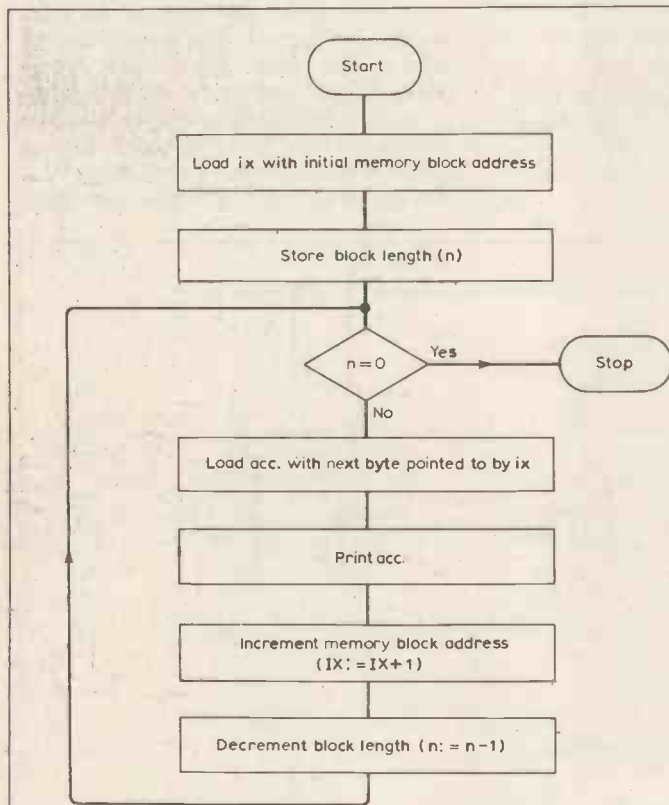 Start
Load ix with initial memory block address
Store block length (n)
n=0
Yes
Stop
No
Load acc. with next byte pointed to by ix
Print acc.
Increment memory block address
(IX:=IX+1)
Decrement block length (n:=n-1)